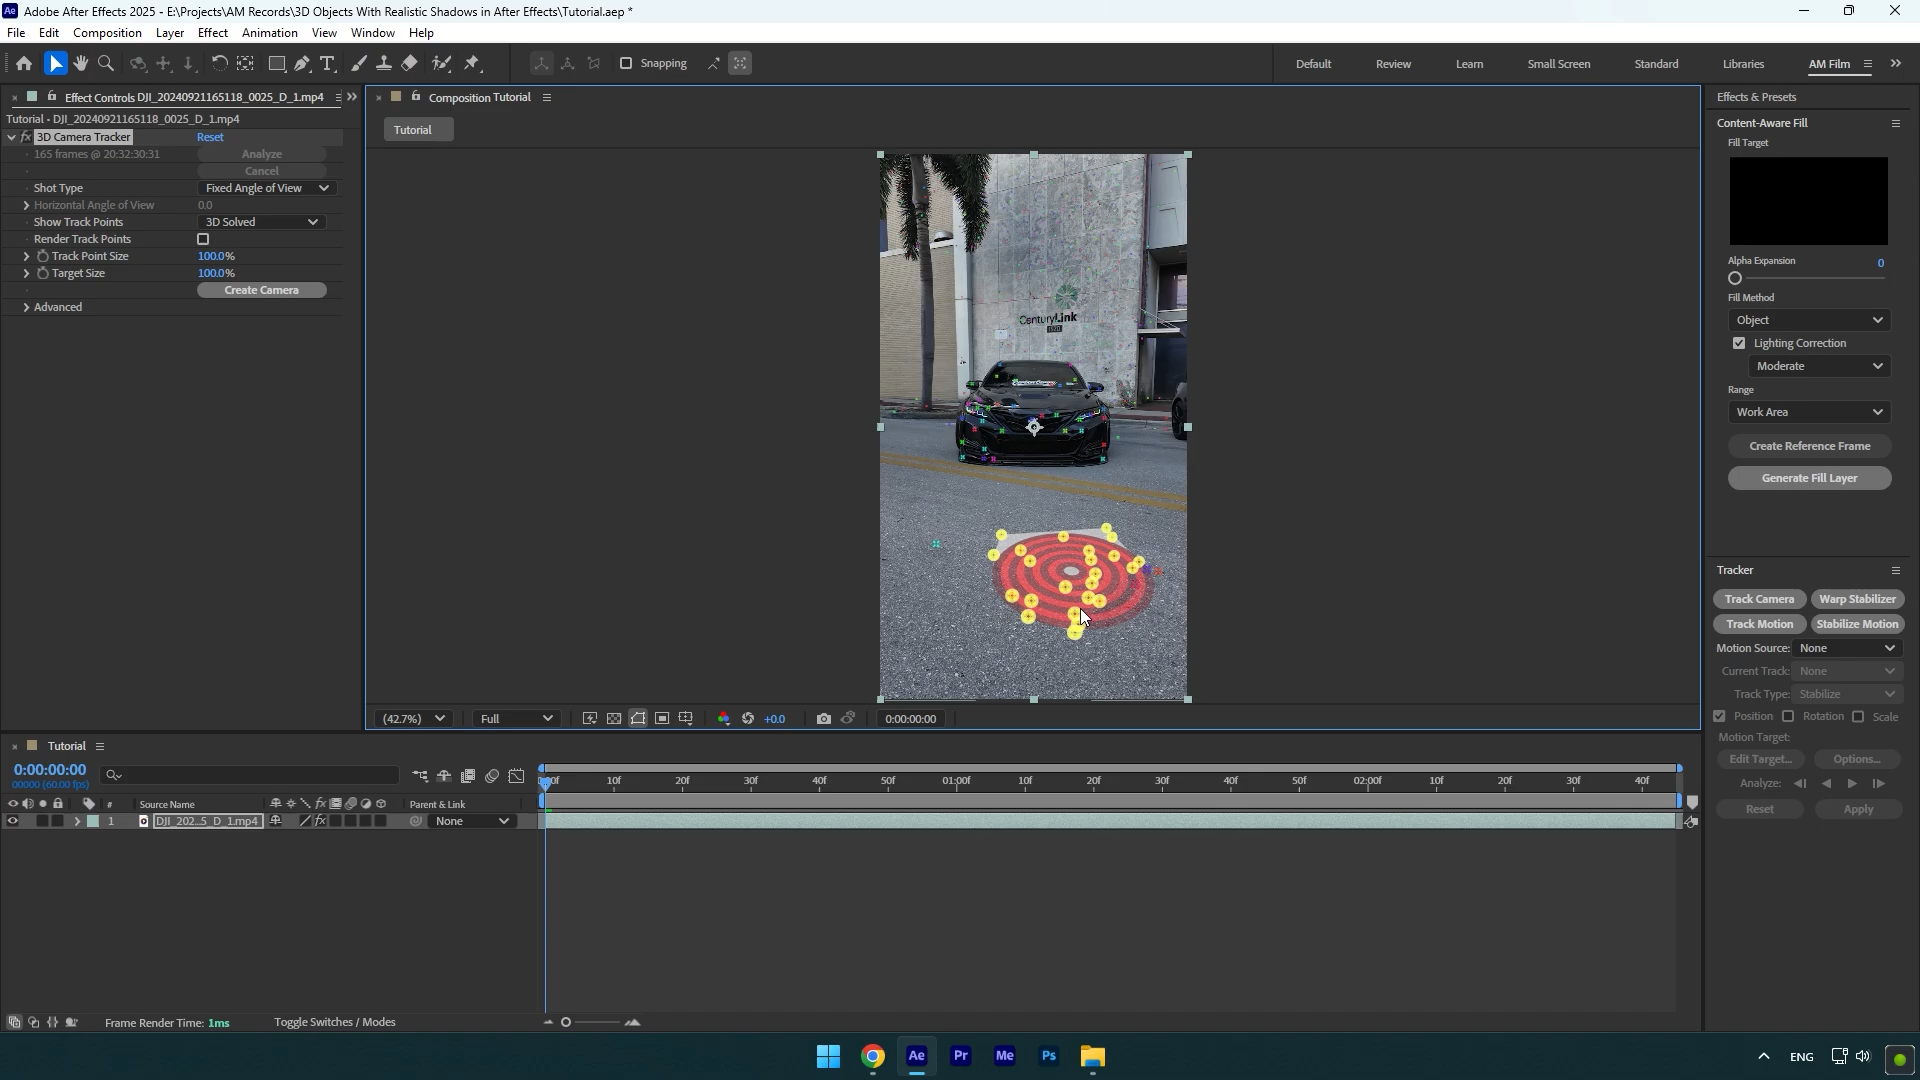 Adobe After Effects 2025 - E:\Projects\AM Records\3D Objects With Realistic Shadows in After Effects\Tutorial.aep *
File Edit Composition Layer Effect Animation View Window Help
Snapping
Default Review Learn Small Screen Standard Libraries AM Film
Effect Controls DJI_20240921165118_0025_D_1.mp4
Tutorial • DJI_20240921165118_0025_D_1.mp4
fx 3D Camera Tracker Reset
165 frames @ 20:32:30:31 Analyze
Cancel
Shot Type Fixed Angle of View
Horizontal Angle of View 0.0
Show Track Points 3D Solved
Render Track Points
Track Point Size 100.0%
Target Size 100.0%
Create Camera
Advanced
Composition Tutorial
Tutorial
CenturyLink
(42.7%) Full +0.0 0:00:00:00
Effects & Presets
Content-Aware Fill
Fill Target
Alpha Expansion 0
Fill Method
Object
Lighting Correction
Moderate
Range
Work Area
Create Reference Frame
Generate Fill Layer
Tracker
Track Camera Warp Stabilizer
Track Motion Stabilize Motion
Motion Source: None
Current Track: None
Track Type: Stabilize
Position Rotation Scale
Motion Target:
Edit Target... Options...
Analyze:
Reset Apply
Tutorial
0:00:00:00
00000 (60.00 fps)
10f 20f 30f 40f 50f 01:00f 10f 20f 30f 40f 50f 02:00f 10f 20f 30f 40f
# Source Name fx Parent & Link
1 DJI_202...5_D_1.mp4 fx None
Frame Render Time: 1ms Toggle Switches / Modes
Ae Pr Me Ps
ENG